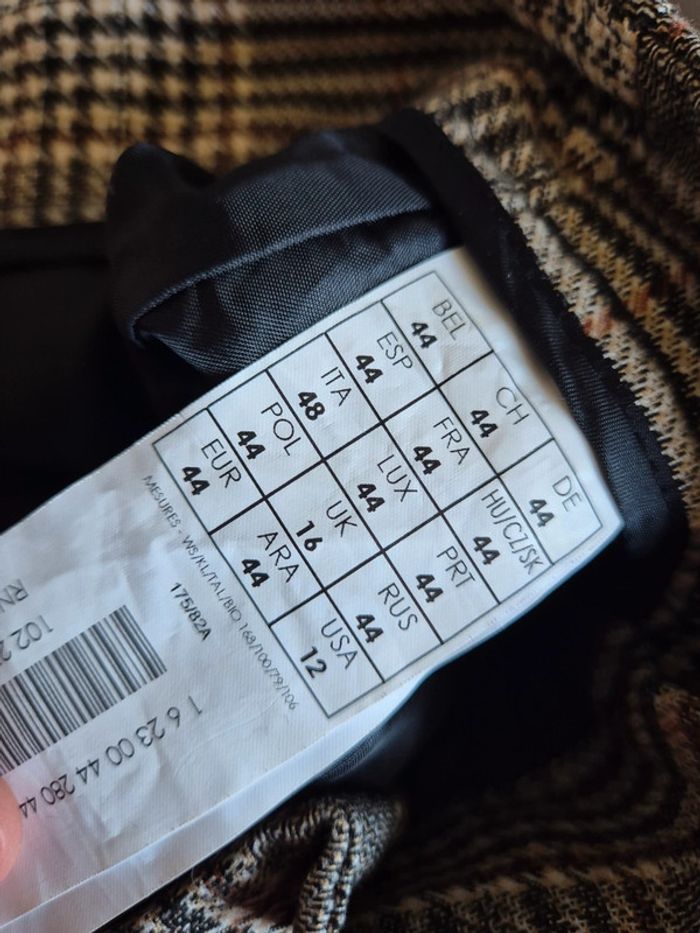 BEL CH DE
44 44 44
ESP FRA HU/CZ/SK
44 44 44
ITA LUX PRT
48 44 44
POL UK RUS
44 16 44
EUR ARA USA
44 44 12
MESURES - WS/KL/TAL/BIO 168/100/79/106
175/82A
RN
102 2
1 6 23 00 44 280 44